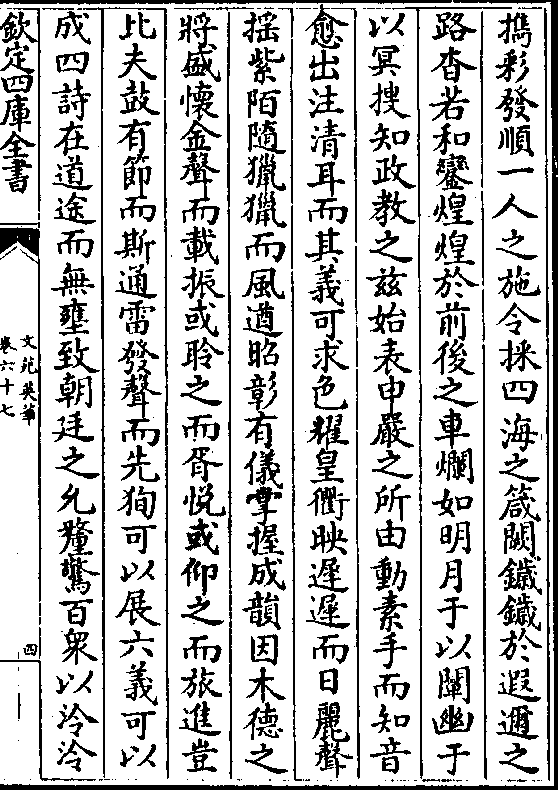 擕彩發順一人之施令採四海之箴闕鐬鐬於遐邇之
路杳若和鑾煌煌於前後之車爛如明月于以闡幽于
以冥搜知政教之兹始表申嚴之所由動素手而知音
愈出注清耳而其義可求色耀皇衢映遲遲而日麗聲
揺紫陌隨獵獵而風遒昭彰有儀掌握成韻因木德之
將盛懷金聲而載振或聆之而胥悦或仰之而旅進豈
比夫鼓有節而斯通雷發聲而先狥可以展六義可以
成四詩在道途而無壅致朝廷之允釐驚百衆以泠泠
欽定四庫全書
文苑英華
卷六十七
四